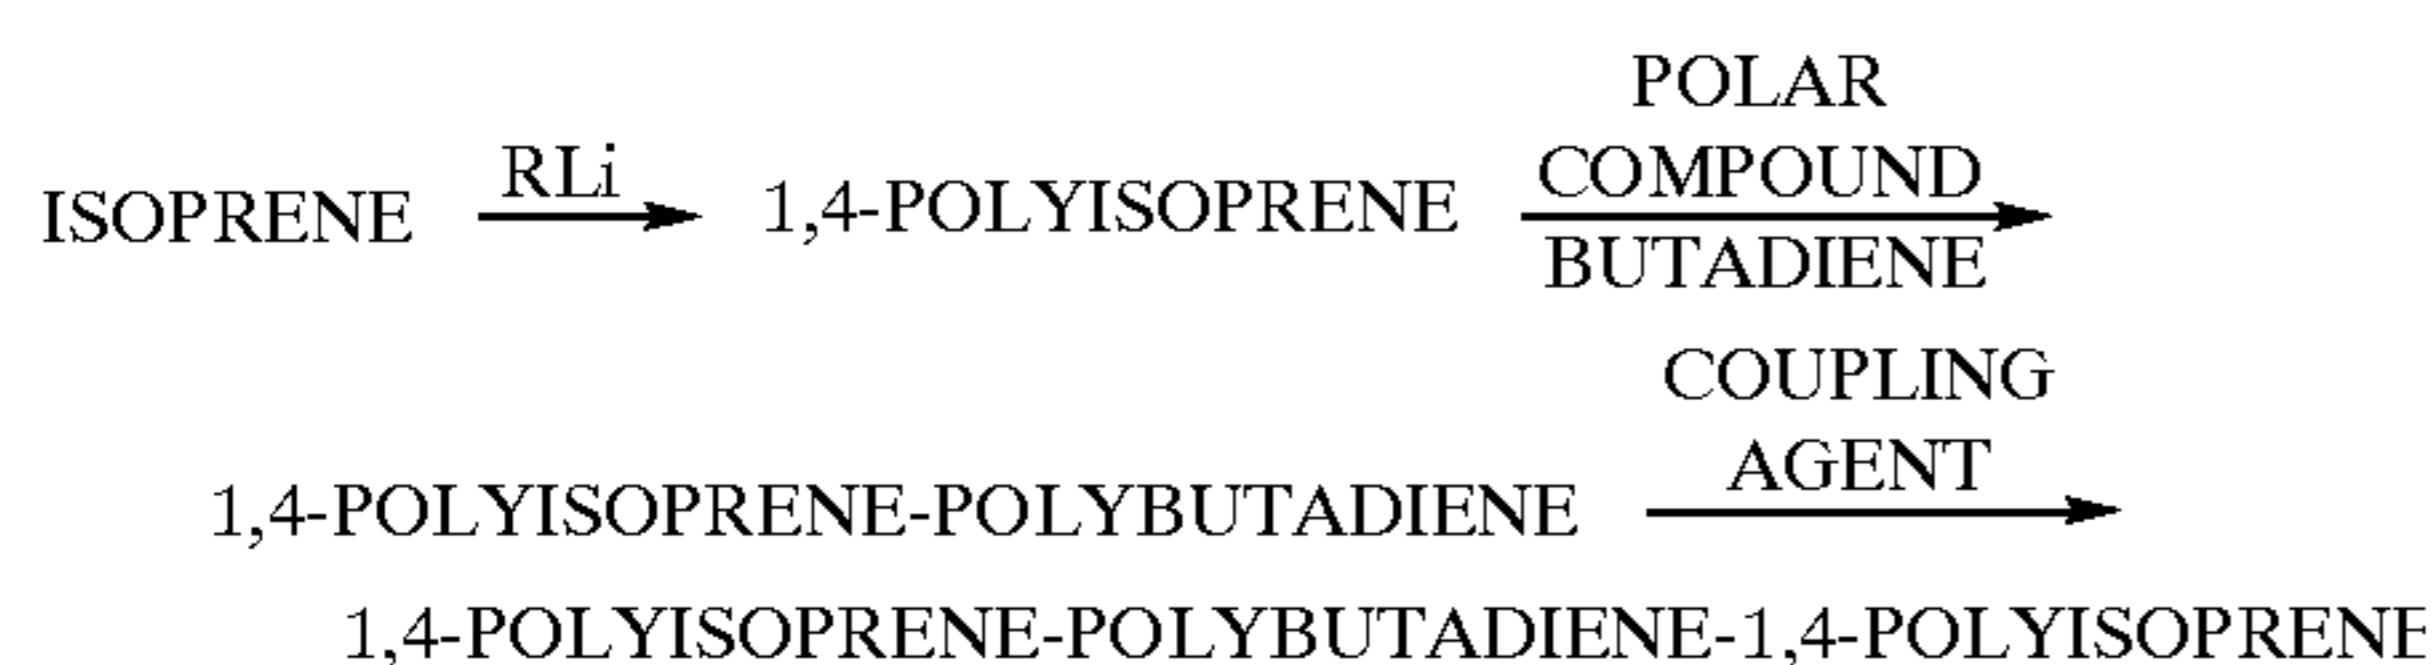 POLAR
COMPOUND
ISOPRENE RLi 1,4-POLYISOPRENE
BUTADIENE
COUPLING
AGENT
1,4-POLYISOPRENE-POLYBUTADIENE
1,4-POLYISOPRENE-POLYBUTADIENE-1,4-POLYISOPRENE